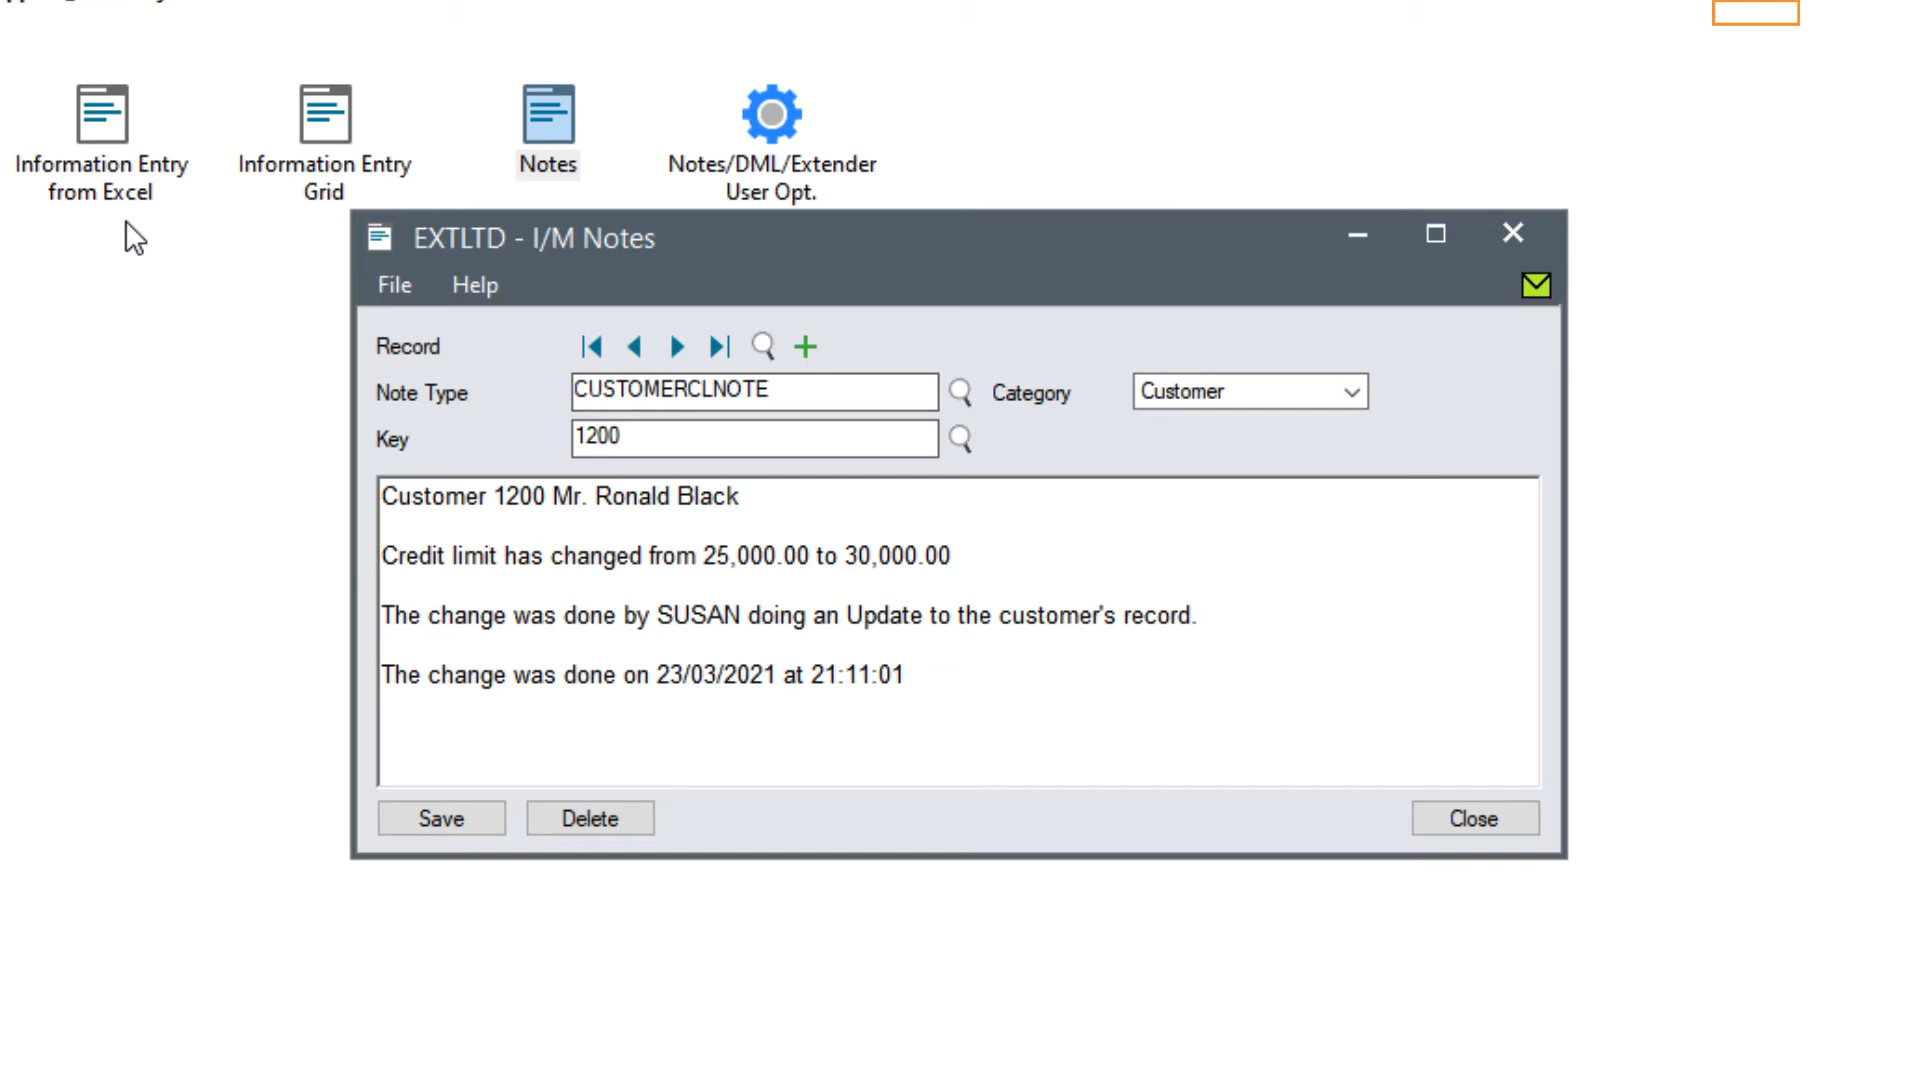 Information Entry
from Excel
Information Entry
Grid
Notes
Notes/DML/Extender
User Opt.
EXTLTD - I/M Notes
File Help
Record
Note Type CUSTOMERCLNOTE Category Customer
Key 1200
Customer 1200 Mr. Ronald Black
Credit limit has changed from 25,000.00 to 30,000.00
The change was done by SUSAN doing an Update to the customer's record.
The change was done on 23/03/2021 at 21:11:01
Save Delete Close